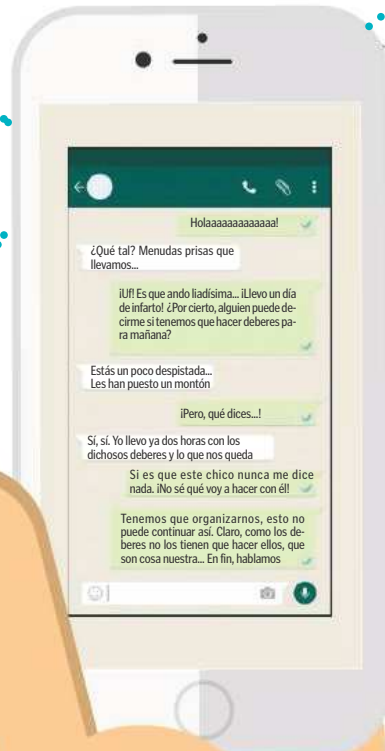 Holaaaaaaaaaaaaa!
¿Qué tal? Menudas prisas que
llevamos...
¡Uf! Es que ando liadísima... ¡Llevo un día
de infarto! ¿Por cierto, alguien puede de-
cirme si tenemos que hacer deberes pa-
ra mañana?
Estás un poco despistada...
Les han puesto un montón
¡Pero, qué dices...!
Sí, sí. Yo llevo ya dos horas con los
dichosos deberes y lo que nos queda
Si es que este chico nunca me dice
nada. ¡No sé qué voy a hacer con él!
Tenemos que organizarnos, esto no
puede continuar así. Claro, como los de-
beres no los tienen que hacer ellos, que
son cosa nuestra... En fin, hablamos